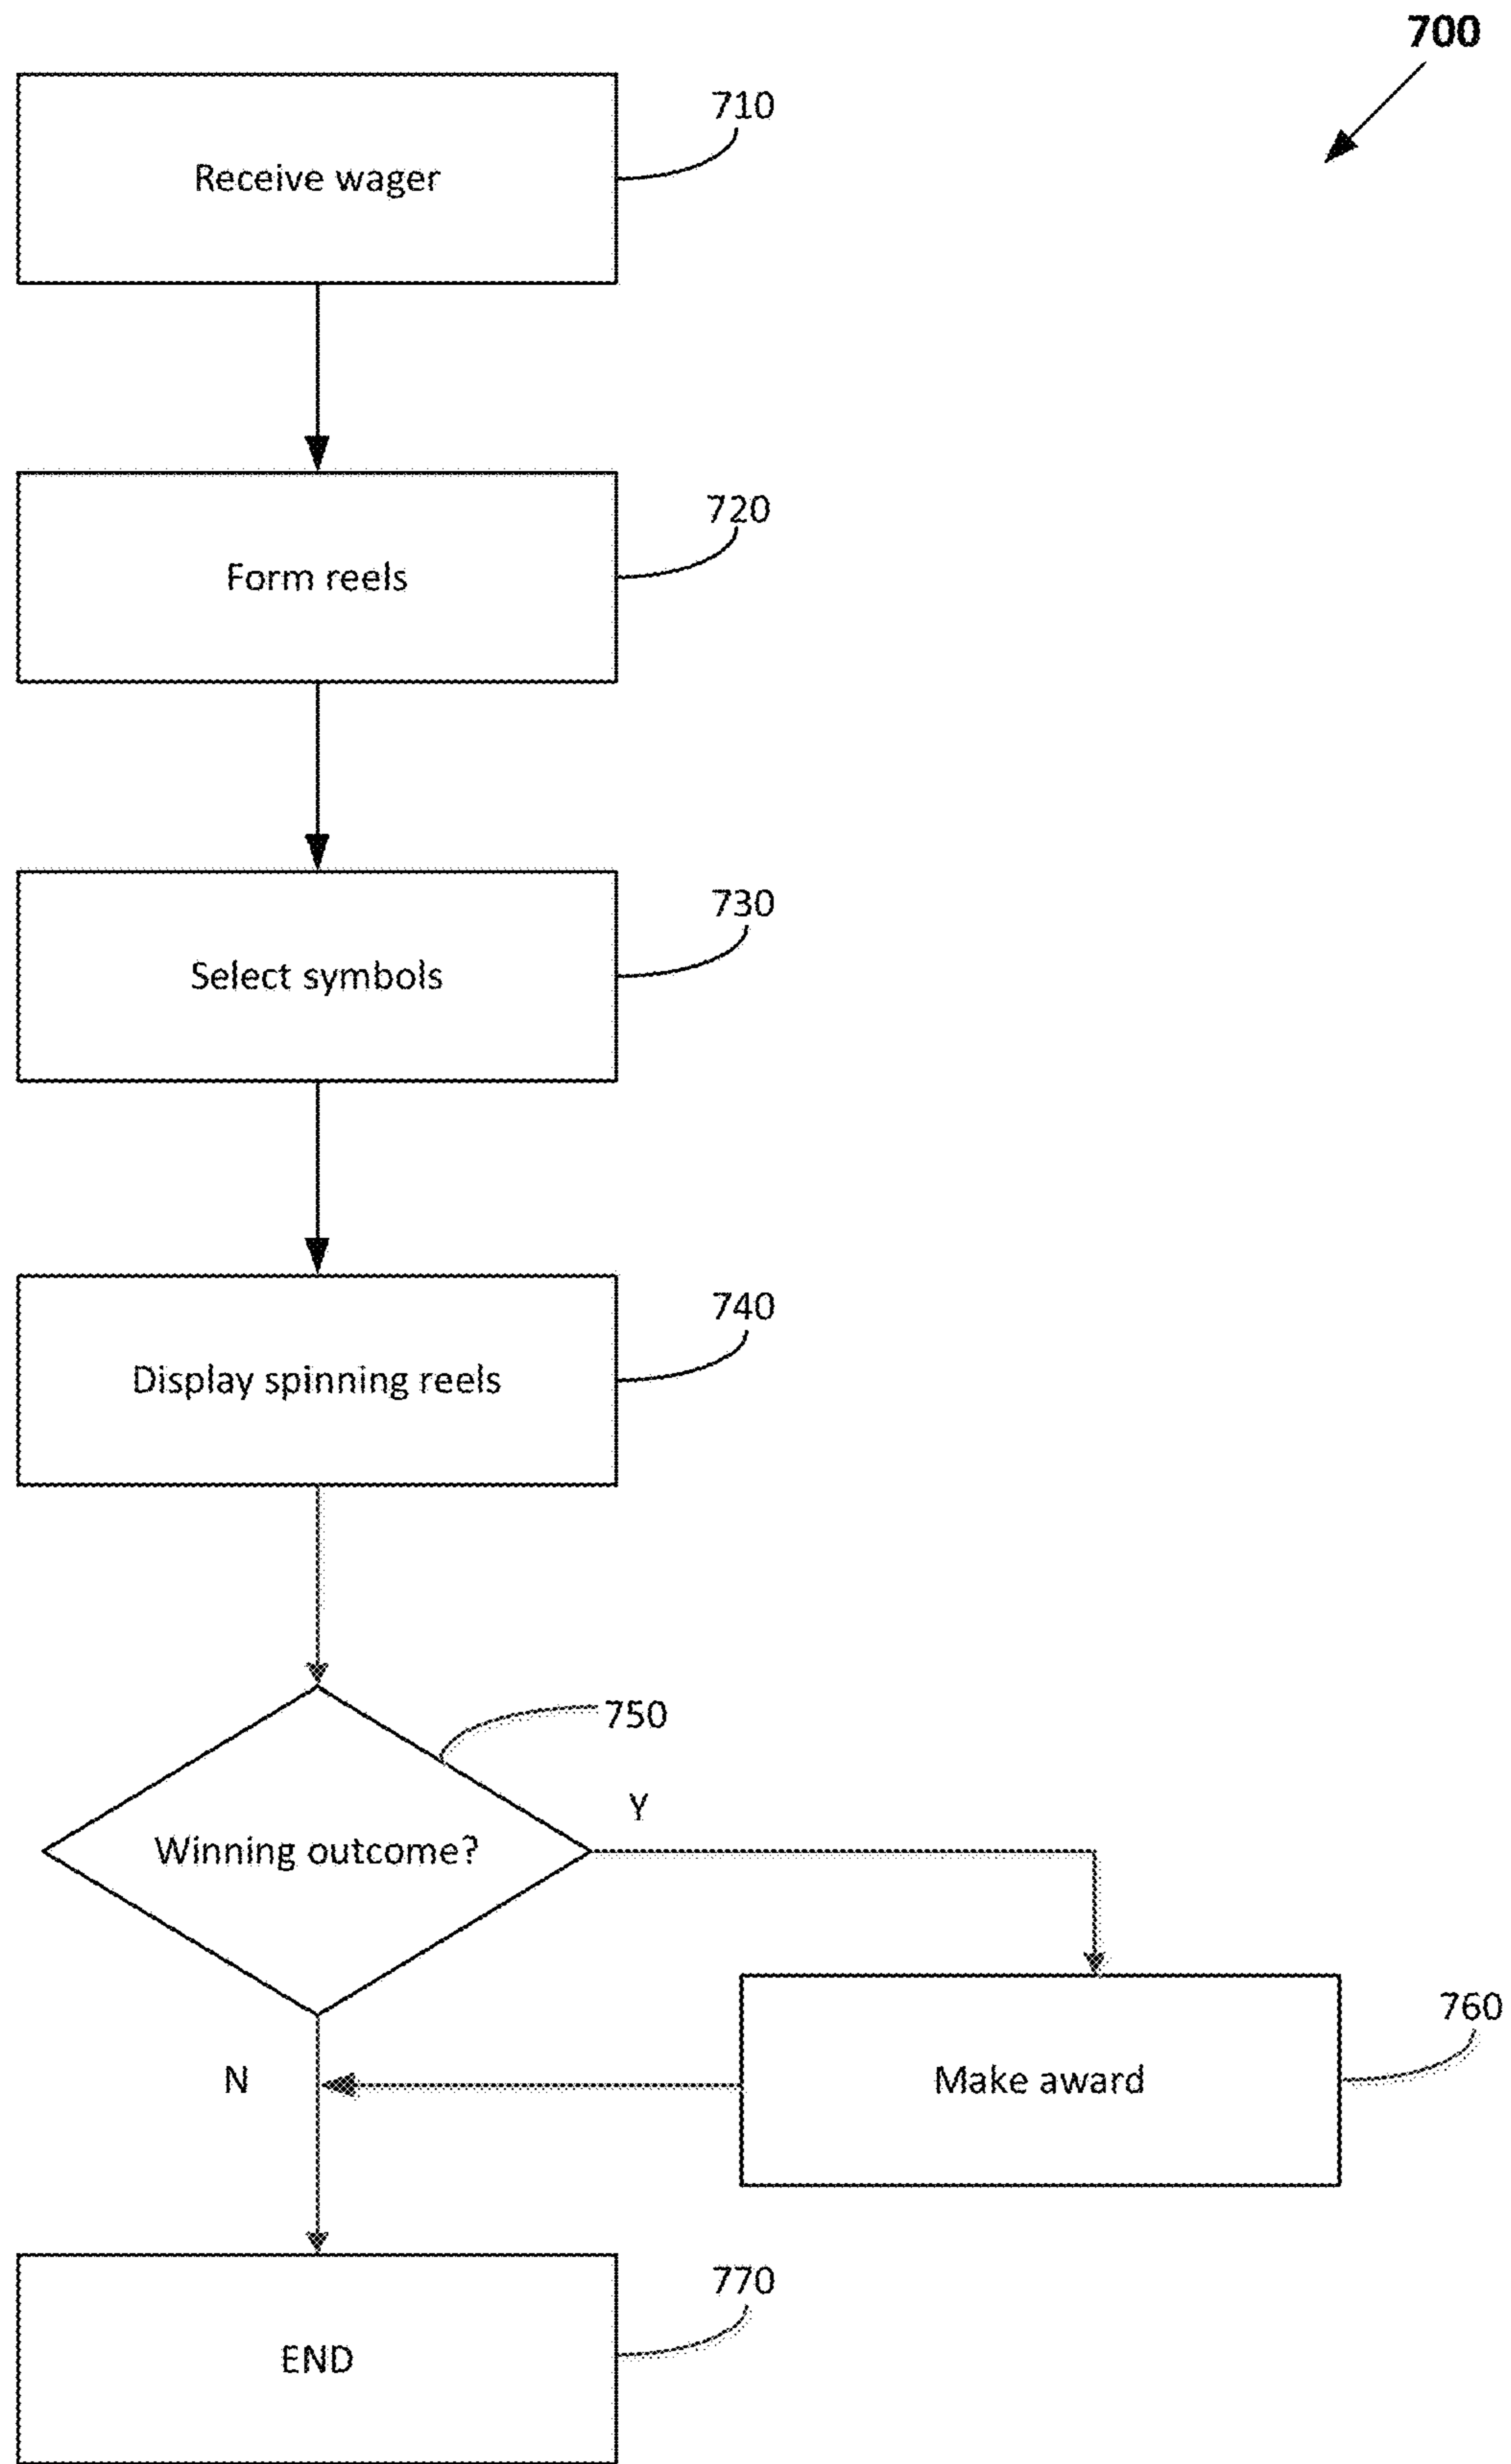 700
710
Receive wager
720
Form reels
730
Select symbols
740
Display spinning reels
750
Y
Winning outcome?
760
N
Make award
770
END